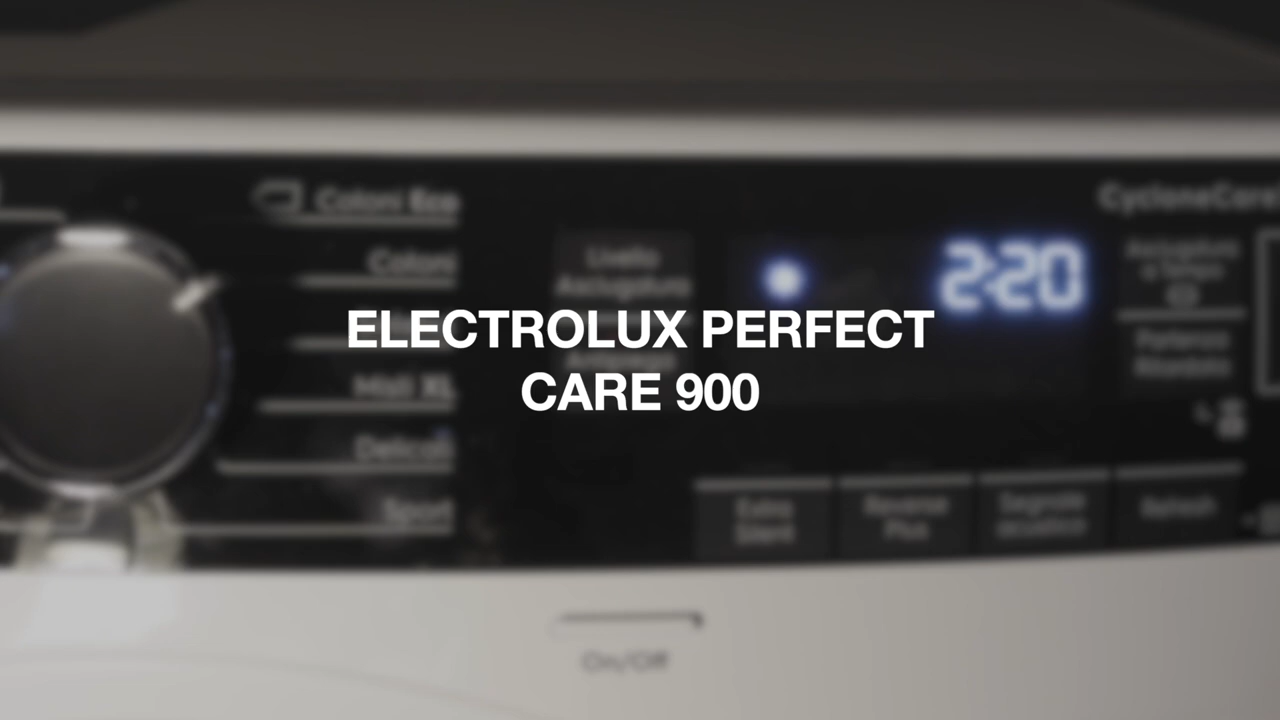 Cotoni Eco
CycloneCare
Cotoni
Livello
Asciugatura
2:20
Asciugatura
a Tempo
ELECTROLUX PERFECT
CARE 900
Partenza
Ritardata
Misti XL
Delicati
Sport
Extra
Silent
Reverse
Plus
Segnale
acustico
Refresh
On/Off